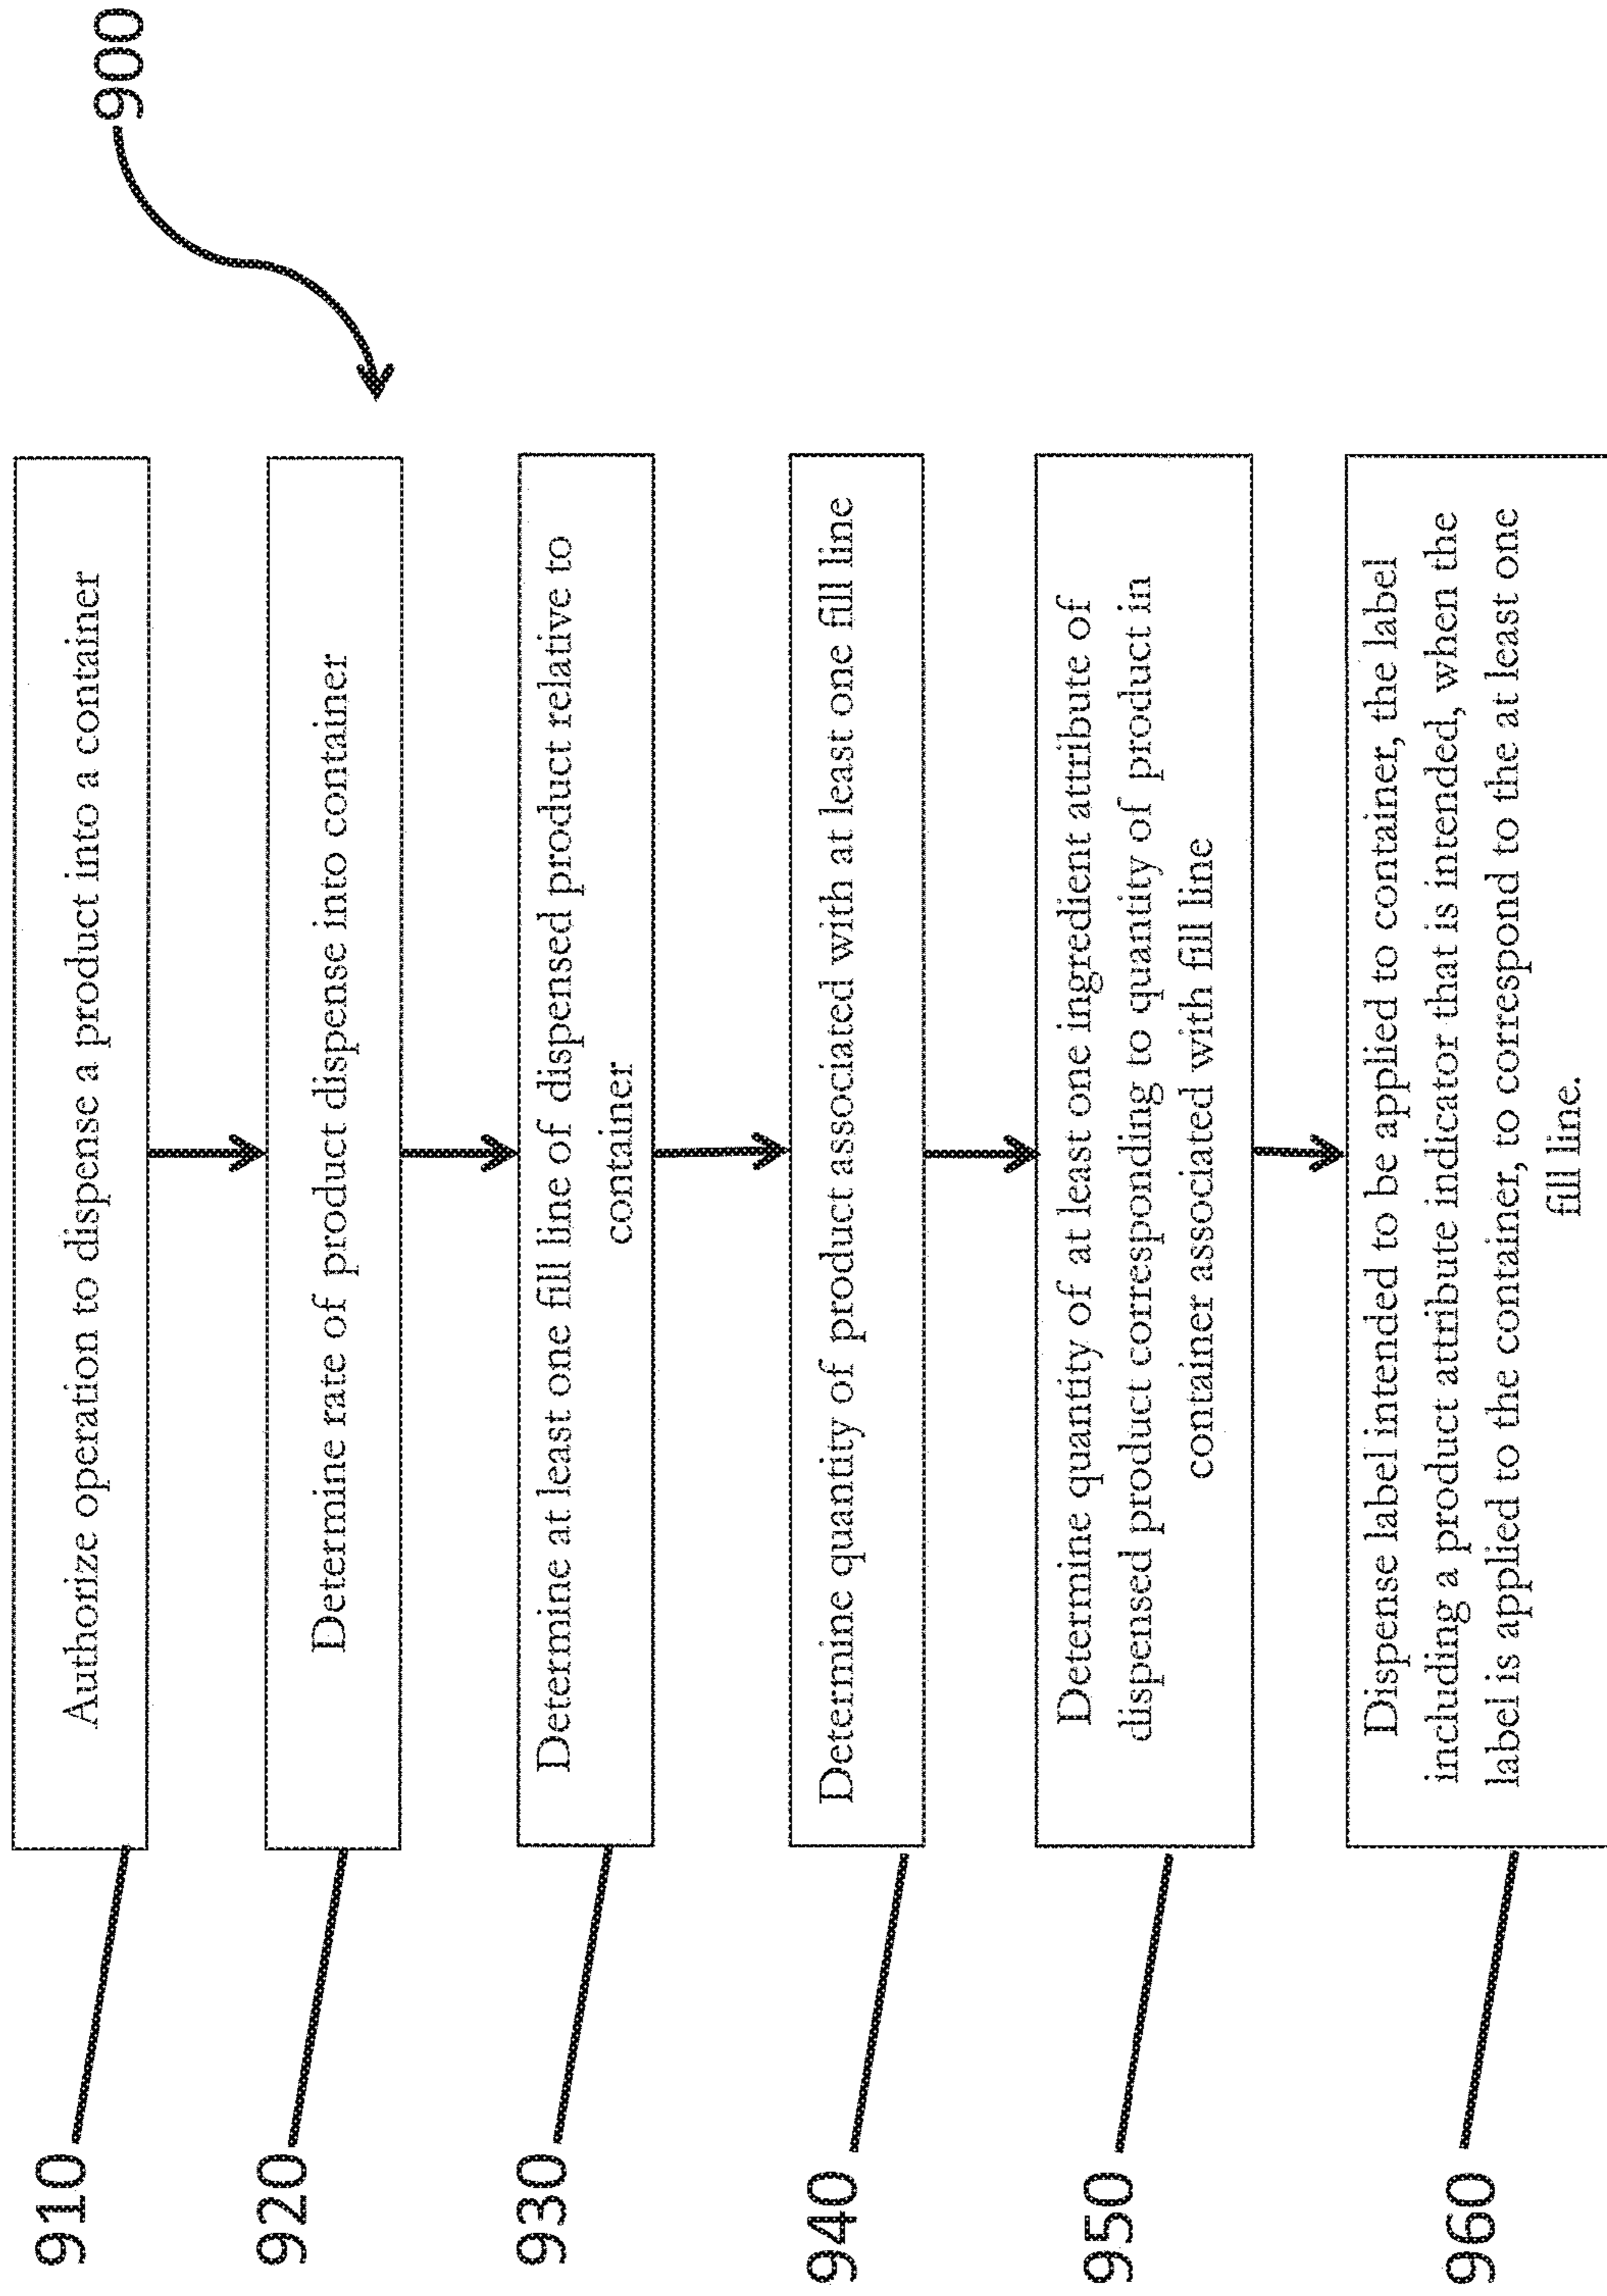 900
910
Authorize operation to dispense a product into a container
920
Determine rate of product dispense into container
930
Determine at least one fill line of dispensed product relative to
container
940
Determine quantity of product associated with at least one fill line
950
Determine quantity of at least one ingredient attribute of
dispensed product corresponding to quantity of product in
container associated with fill line
960
Dispense label intended to be applied to container, the label
including a product attribute indicator that is intended, when the
label is applied to the container, to correspond to the at least one
fill line.